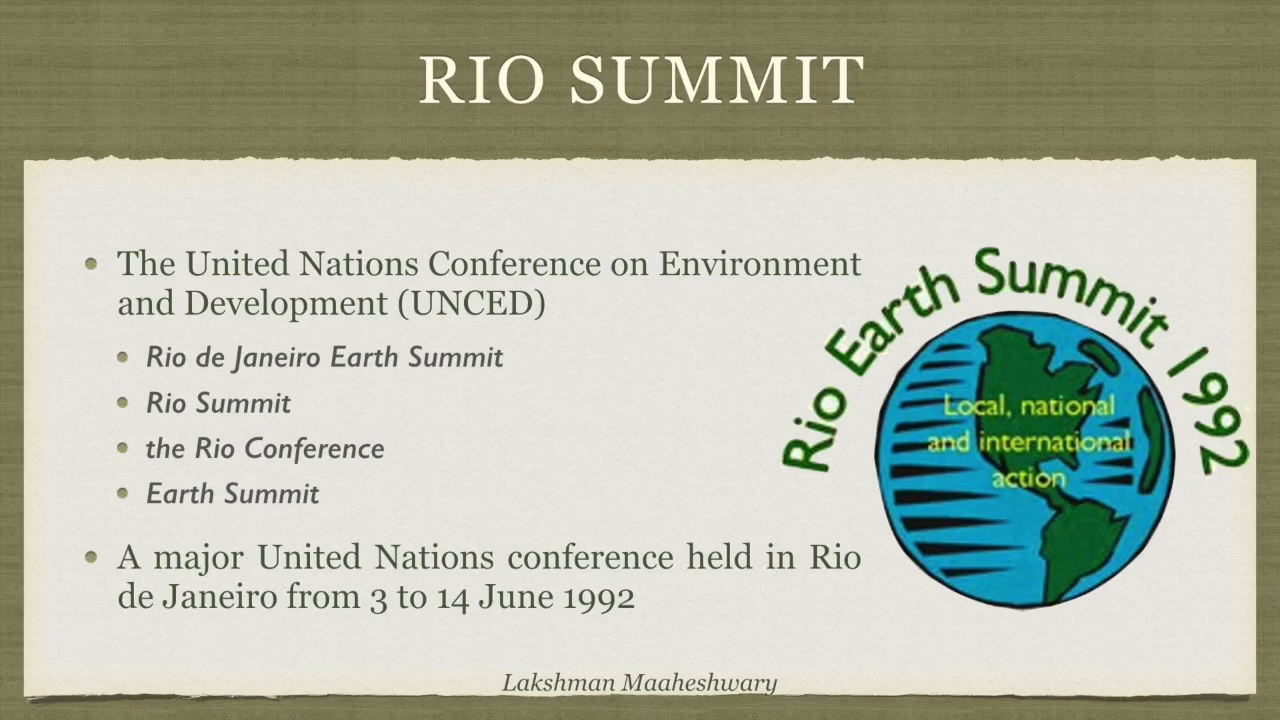 RIO SUMMIT
• The United Nations Conference on Environment
and Development (UNCED)
• Rio de Janeiro Earth Summit
• Rio Summit
• the Rio Conference
• Earth Summit
• A major United Nations conference held in Rio
de Janeiro from 3 to 14 June 1992
Rio Earth Summit 1992
Local, national
and international
action
Lakshman Maaheshwary